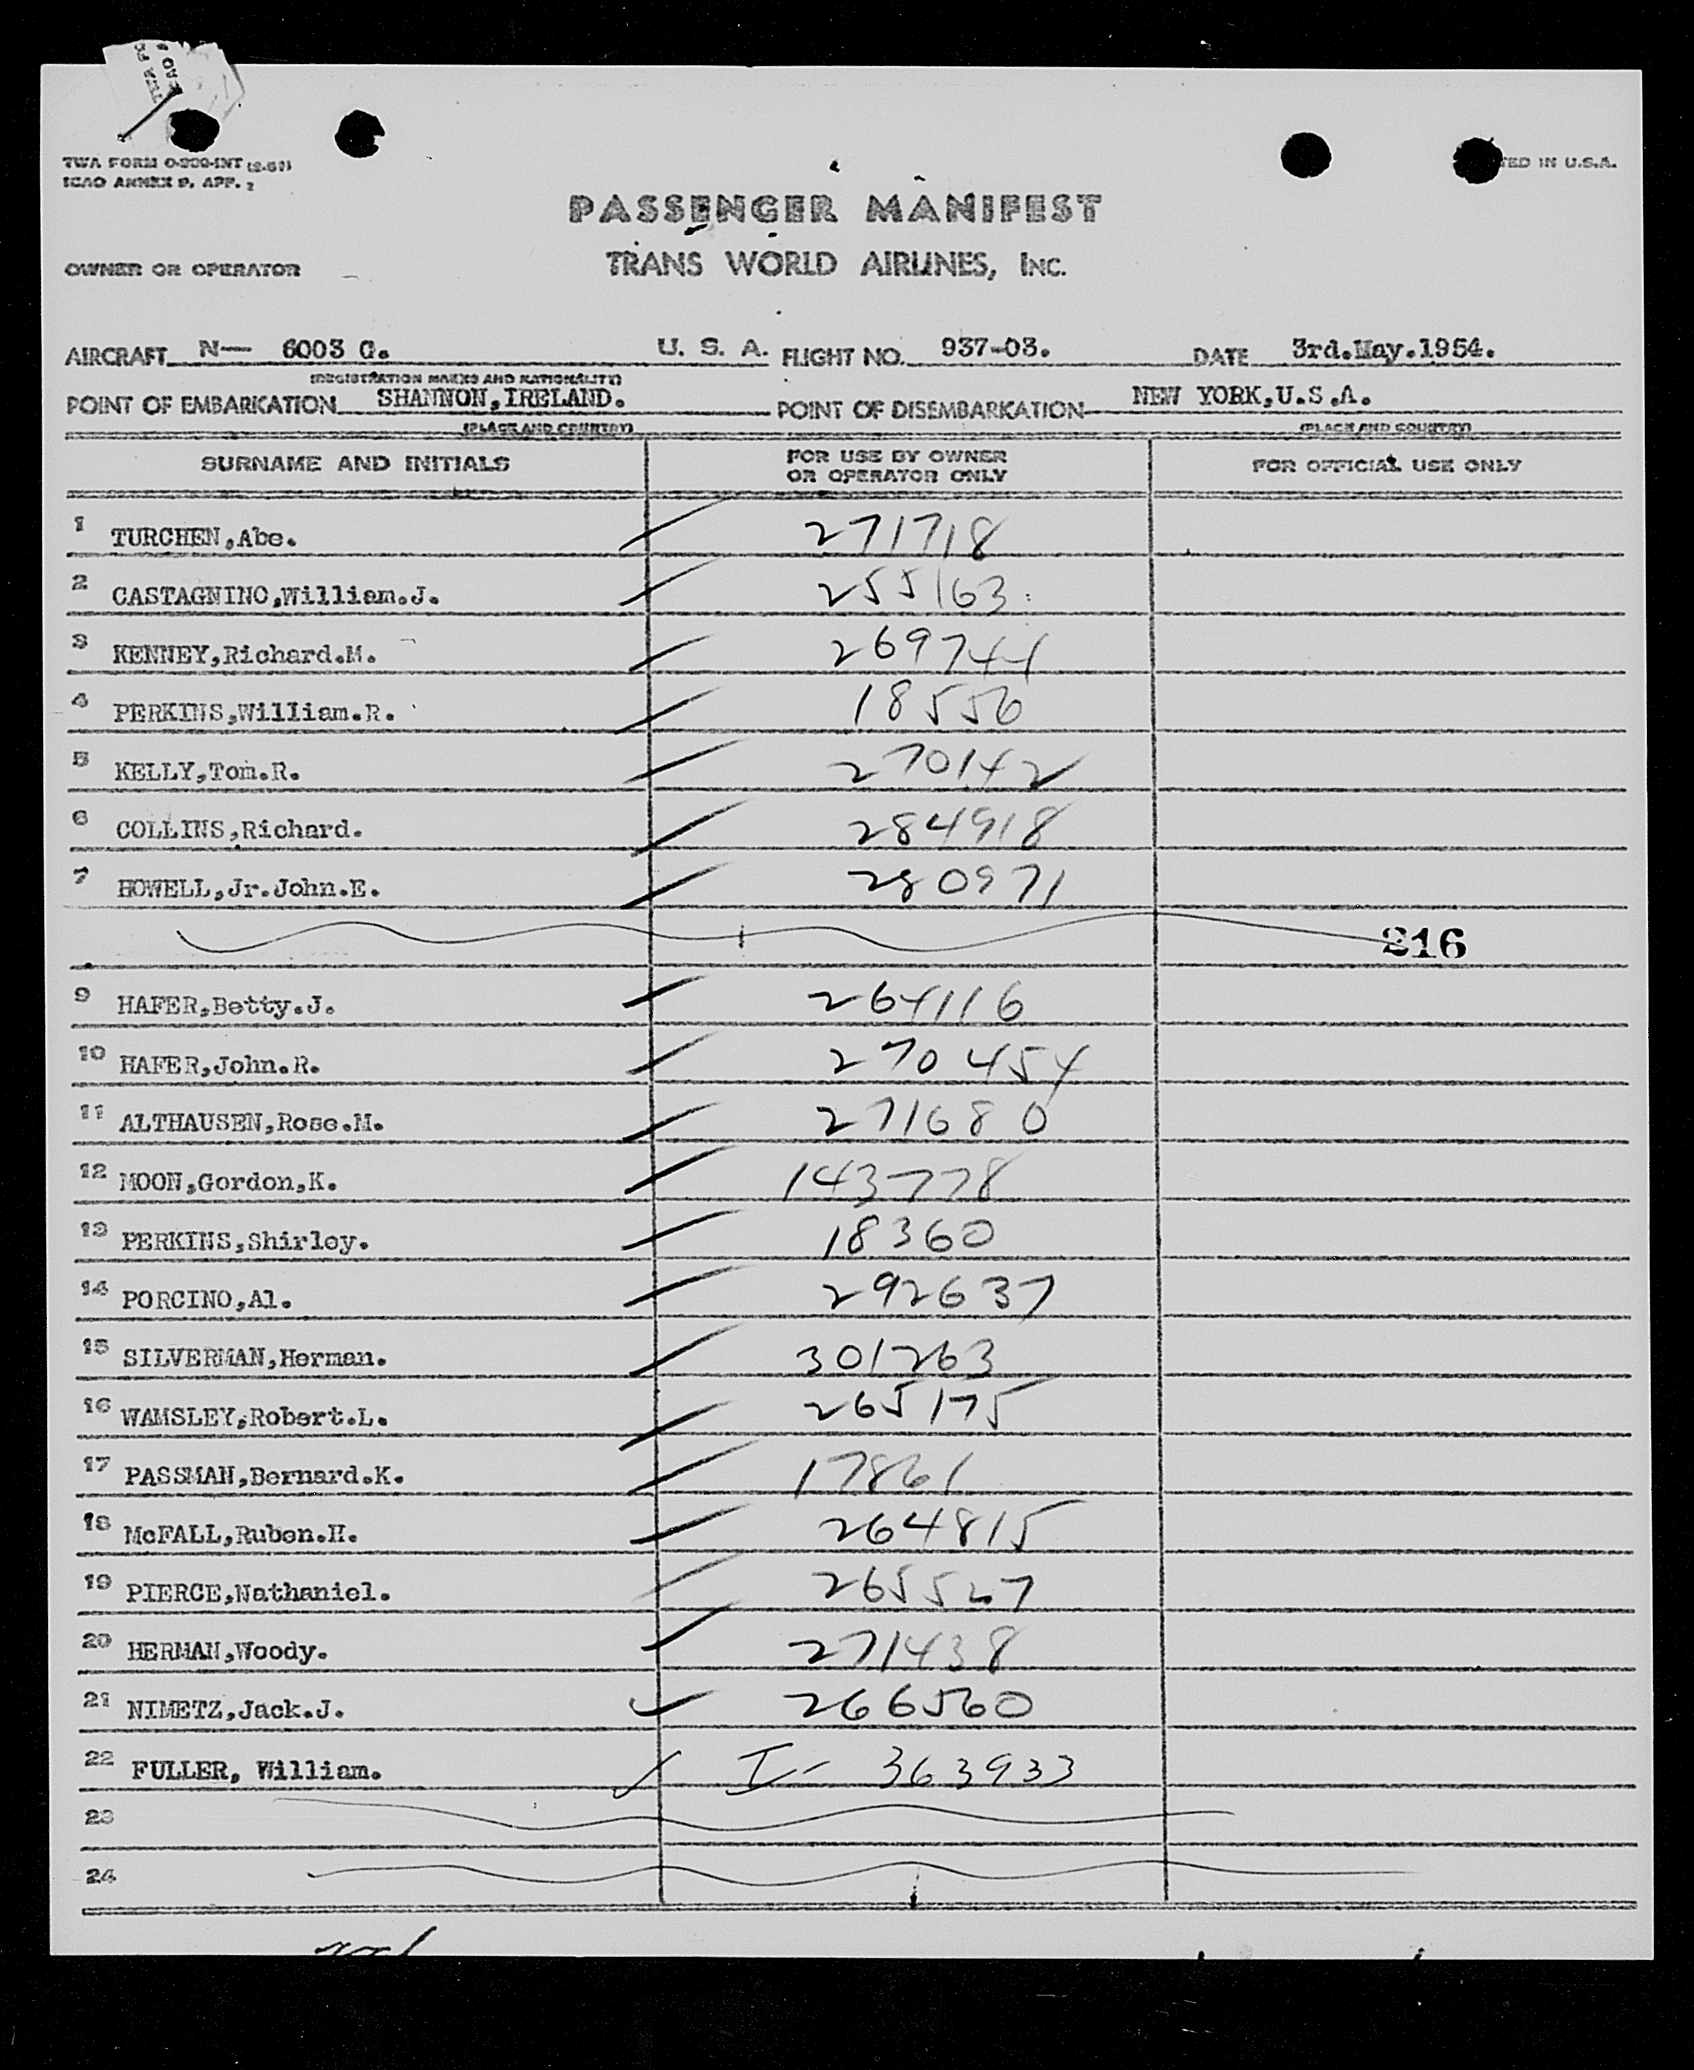 TWA FORM O-200-INT (2-51)
ICAO ANNEX 9, APP. 2
TED IN U.S.A.
PASSENGER MANIFEST
OWNER OR OPERATOR
TRANS WORLD AIRLINES, INC.
AIRCRAFT N— 6003 C. U. S. A. FLIGHT NO. 937-03. DATE 3rd.May.1954.
(REGISTRATION MARKS AND NATIONALITY)
POINT OF EMBARKATION SHANNON,IRELAND. POINT OF DISEMBARKATION NEW YORK,U.S.A.
(PLACE AND COUNTRY) (PLACE AND COUNTRY)
SURNAME AND INITIALS FOR USE BY OWNER OR OPERATOR ONLY FOR OFFICIAL USE ONLY
1 TURCHEN,Abe. 271718
2 CASTAGNINO,William.J. 255163
3 KENNEY,Richard.M. 269744
4 PERKINS,William.R. 18556
5 KELLY,Tom.R. 270142
6 COLLINS,Richard. 284918
7 HOWELL,Jr.John.E. 280971
216
9 HAFER,Betty.J. 264116
10 HAFER,John.R. 270454
11 ALTHAUSEN,Rose.M. 271680
12 MOON,Gordon,K. 143778
13 PERKINS,Shirley. 18360
14 PORCINO,Al. 292637
15 SILVERMAN,Herman. 301263
16 WAMSLEY,Robert.L. 265175
17 PASSMAN,Bernard.K. 17861
18 McFALL,Ruben.H. 264815
19 PIERCE,Nathaniel. 265527
20 HERMAN,Woody. 271438
21 NIMETZ,Jack.J. 266560
22 FULLER, William. I- 363933
23
24